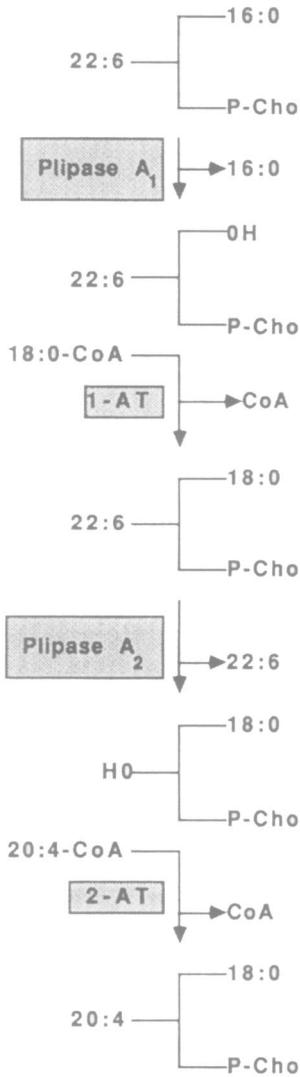 16:0
22:6
P-Cho
Plipase A1
16:0
0H
22:6
P-Cho
18:0-CoA
1-AT
CoA
18:0
22:6
P-Cho
Plipase A2
22:6
18:0
H0
P-Cho
20:4-CoA
2-AT
CoA
18:0
20:4
P-Cho